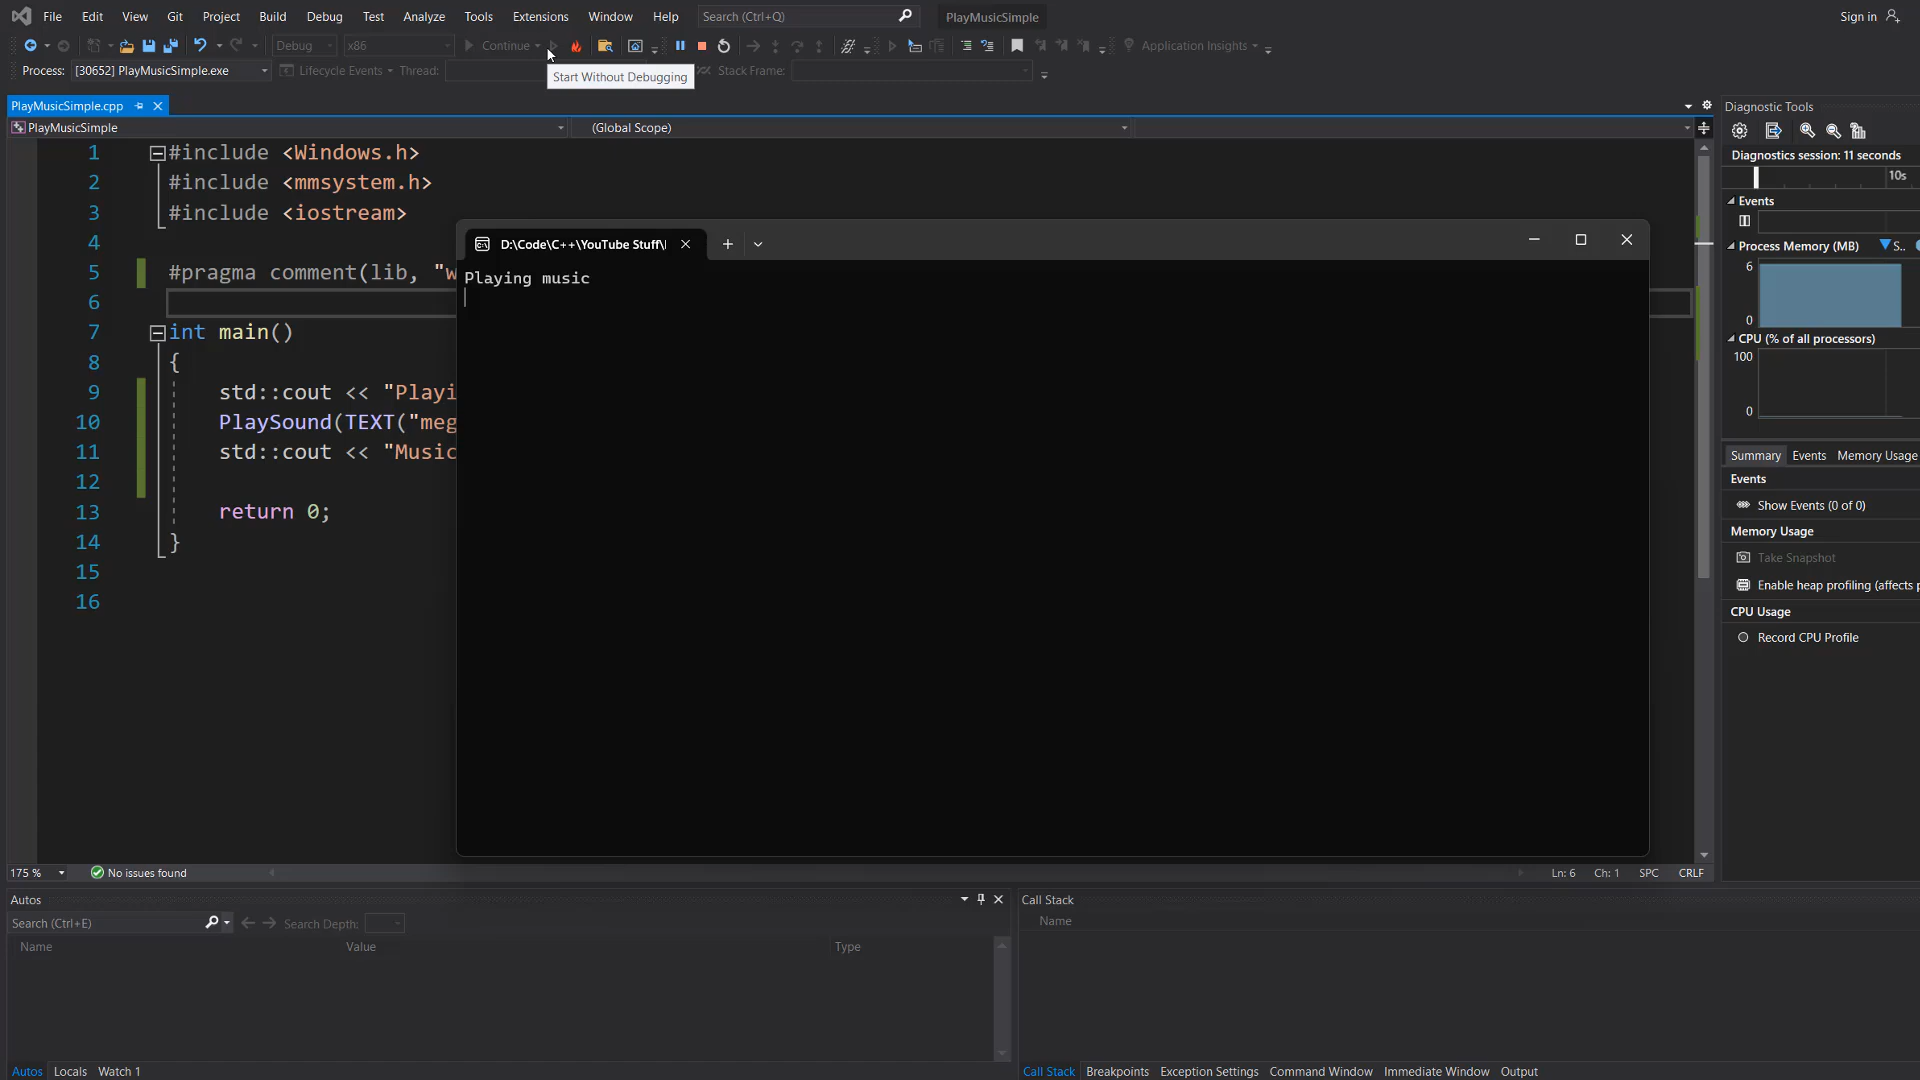 File Edit View Git Project Build Debug Test Analyze Tools Extensions Window Help Search (Ctrl+Q) PlayMusicSimple Sign in
Debug x86 Continue Application Insights
Process: [30652] PlayMusicSimple.exe Lifecycle Events Thread: Stack Frame:
Start Without Debugging
PlayMusicSimple.cpp
PlayMusicSimple (Global Scope)
1 #include <Windows.h>
2 #include <mmsystem.h>
3 #include <iostream>
4
5 #pragma comment(lib, "w
6
7 int main()
8 {
9 std::cout << "Playi
10 PlaySound(TEXT("meg
11 std::cout << "Music
12
13 return 0;
14 }
15
16
D:\Code\C++\YouTube Stuff\
Playing music
Diagnostic Tools
Diagnostics session: 11 seconds
10s
Events
Process Memory (MB) S..
6
0
CPU (% of all processors)
100
0
Summary Events Memory Usage
Events
Show Events (0 of 0)
Memory Usage
Take Snapshot
Enable heap profiling (affects p
CPU Usage
Record CPU Profile
175 % No issues found Ln: 6 Ch: 1 SPC CRLF
Autos
Search (Ctrl+E) Search Depth:
Name Value Type
Autos Locals Watch 1
Call Stack
Name
Call Stack Breakpoints Exception Settings Command Window Immediate Window Output